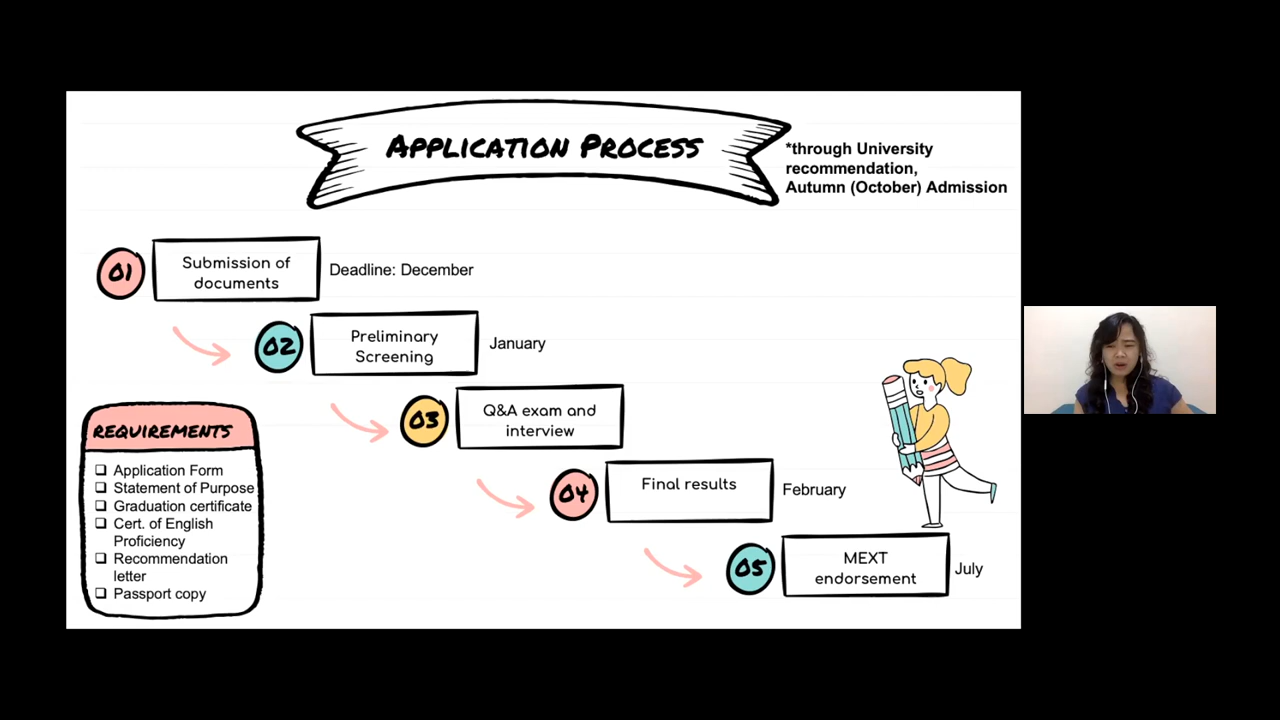 APPLICATION PROCESS
*through University
recommendation,
Autumn (October) Admission
01
Submission of
documents
Deadline: December
02
Preliminary
Screening
January
03
Q&A exam and
interview
04
Final results
February
05
MEXT
endorsement
July
REQUIREMENTS
Application Form
Statement of Purpose
Graduation certificate
Cert. of English
Proficiency
Recommendation
letter
Passport copy